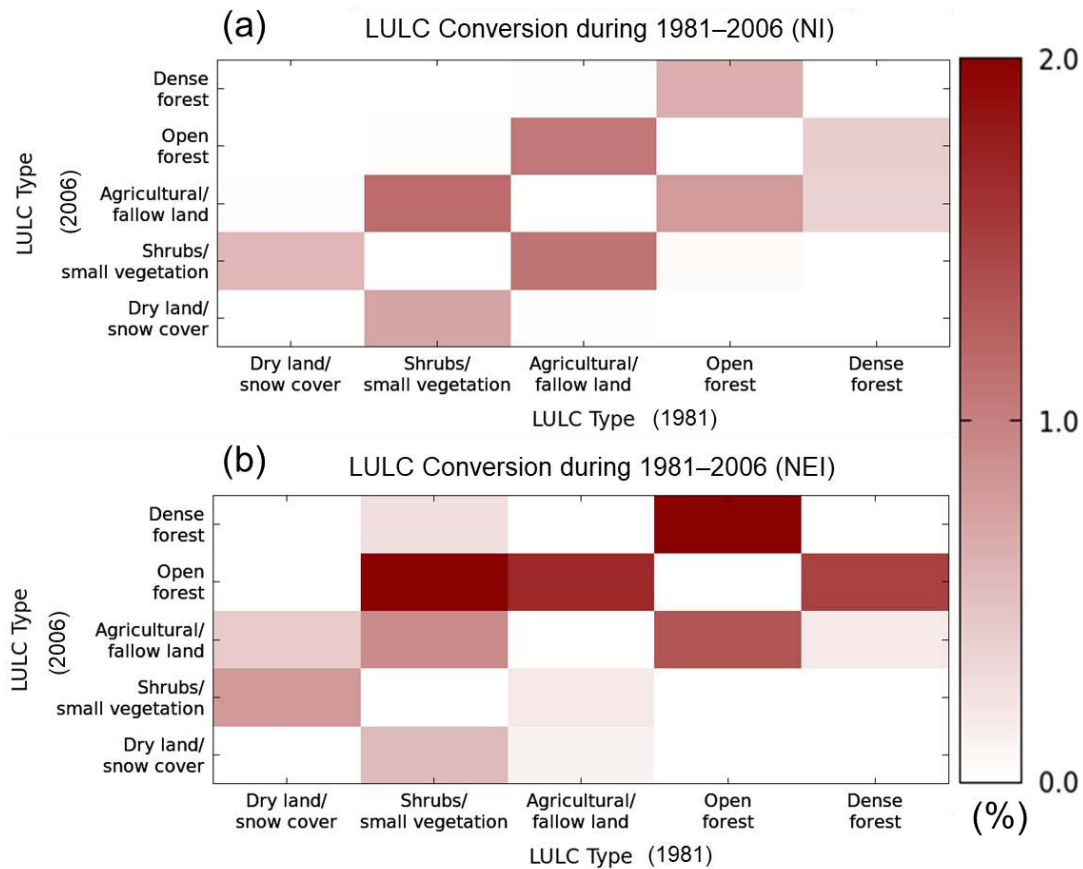 (a) LULC Conversion during 1981–2006 (NI)
LULC Type
(2006)
Dense
forest
Open
forest
Agricultural/
fallow land
Shrubs/
small vegetation
Dry land/
snow cover
Dry land/
snow cover
Shrubs/
small vegetation
Agricultural/
fallow land
Open
forest
Dense
forest
LULC Type (1981)
(b) LULC Conversion during 1981–2006 (NEI)
LULC Type
(2006)
Dense
forest
Open
forest
Agricultural/
fallow land
Shrubs/
small vegetation
Dry land/
snow cover
Dry land/
snow cover
Shrubs/
small vegetation
Agricultural/
fallow land
Open
forest
Dense
forest
LULC Type (1981)
2.0
1.0
0.0
(%)